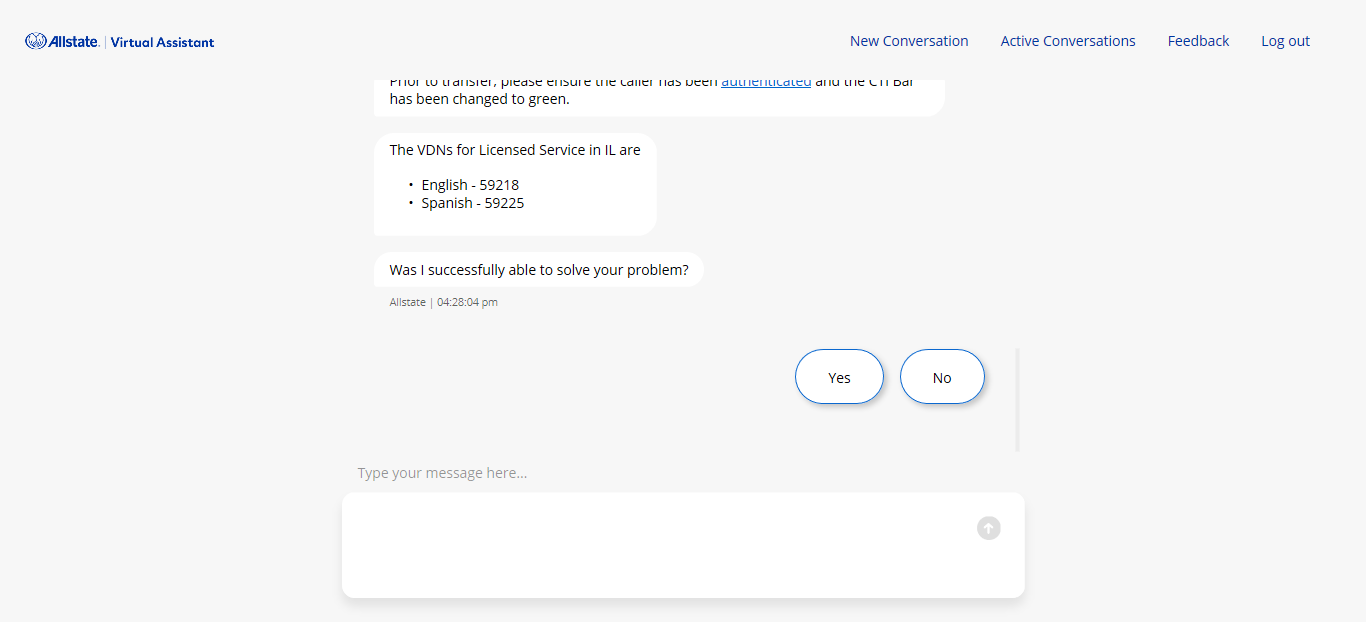 Allstate. | Virtual Assistant
New Conversation
Active Conversations
Feedback
Log out
Prior to transfer, please ensure the caller has been authenticated and the CTI Bar
has been changed to green.
The VDNs for Licensed Service in IL are
• English - 59218
• Spanish - 59225
Was I successfully able to solve your problem?
Allstate | 04:28:04 pm
Yes
No
Type your message here...